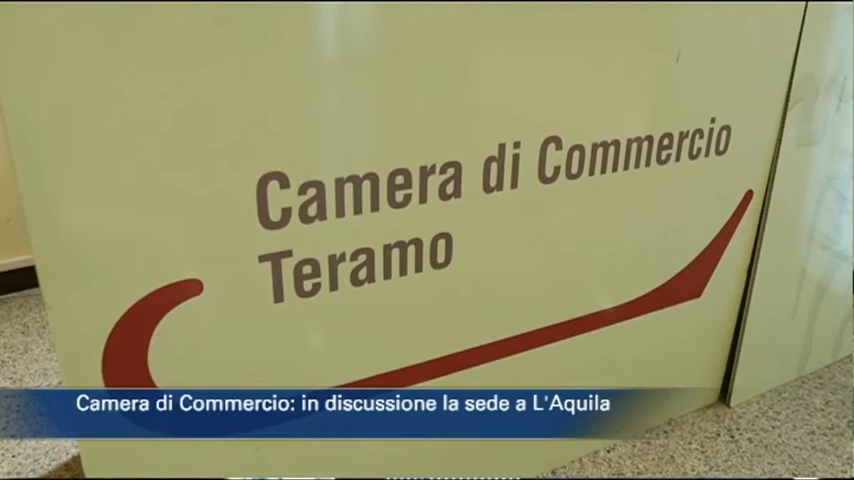 Camera di Commercio
Teramo
Camera di Commercio: in discussione la sede a L'Aquila